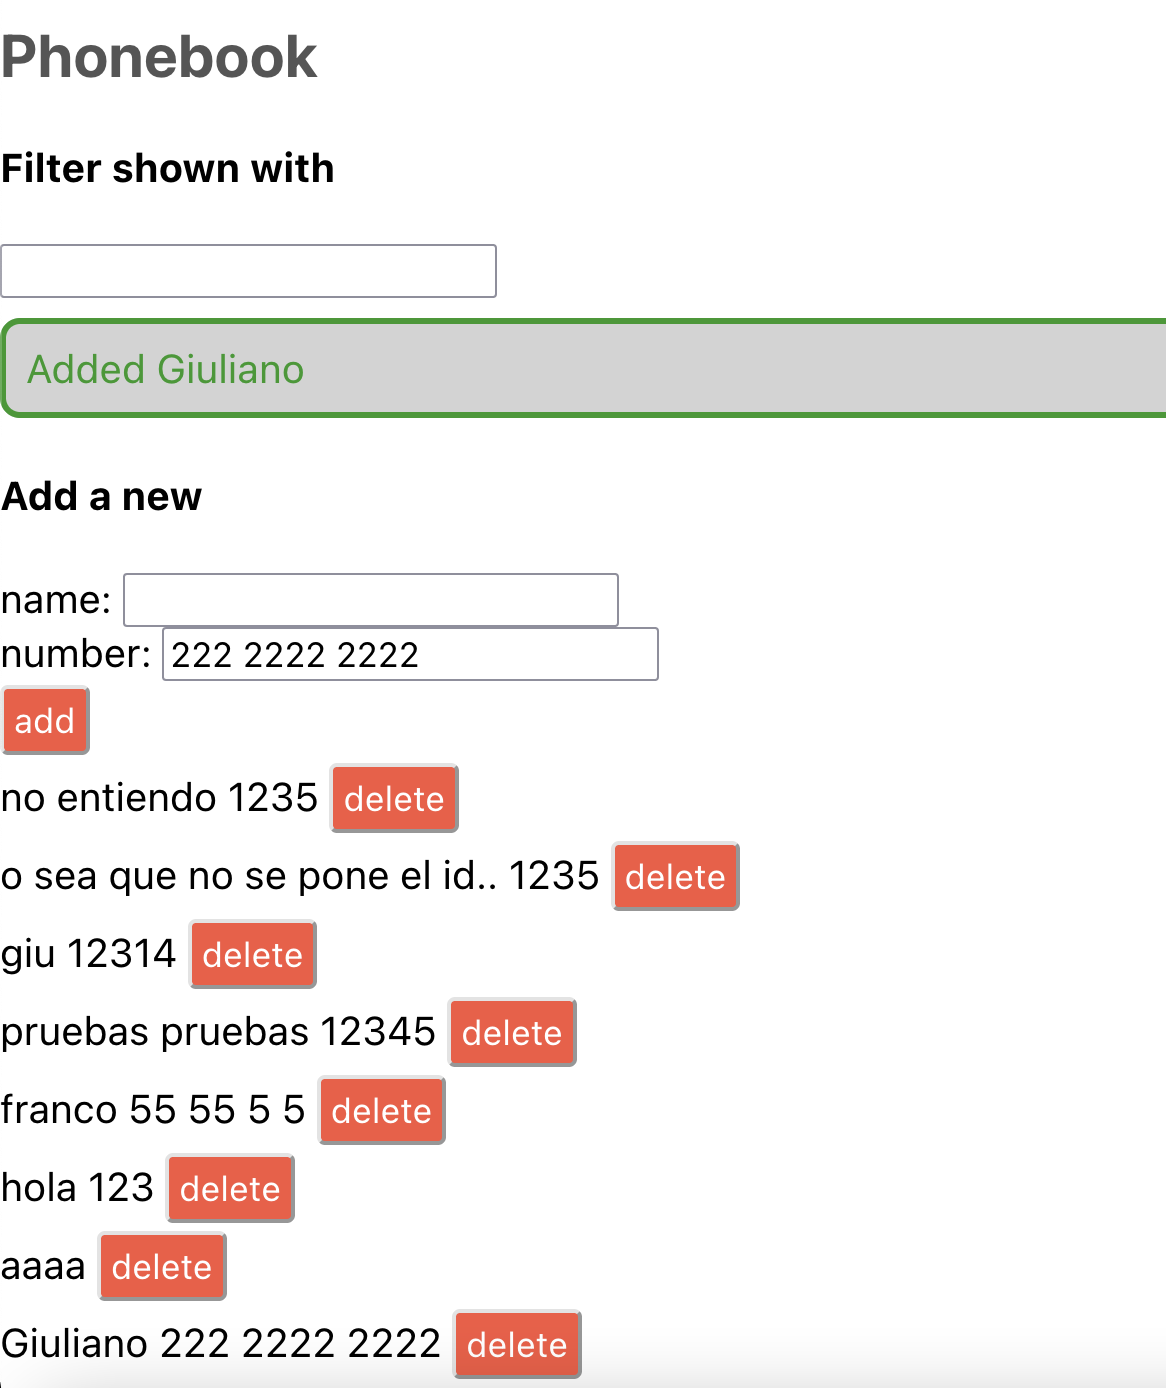 Phonebook
Filter shown with
Added Giuliano
Add a new
name:
number: 222 2222 2222
add
no entiendo 1235 delete
o sea que no se pone el id.. 1235 delete
giu 12314 delete
pruebas pruebas 12345 delete
franco 55 55 5 5 delete
hola 123 delete
aaaa delete
Giuliano 222 2222 2222 delete